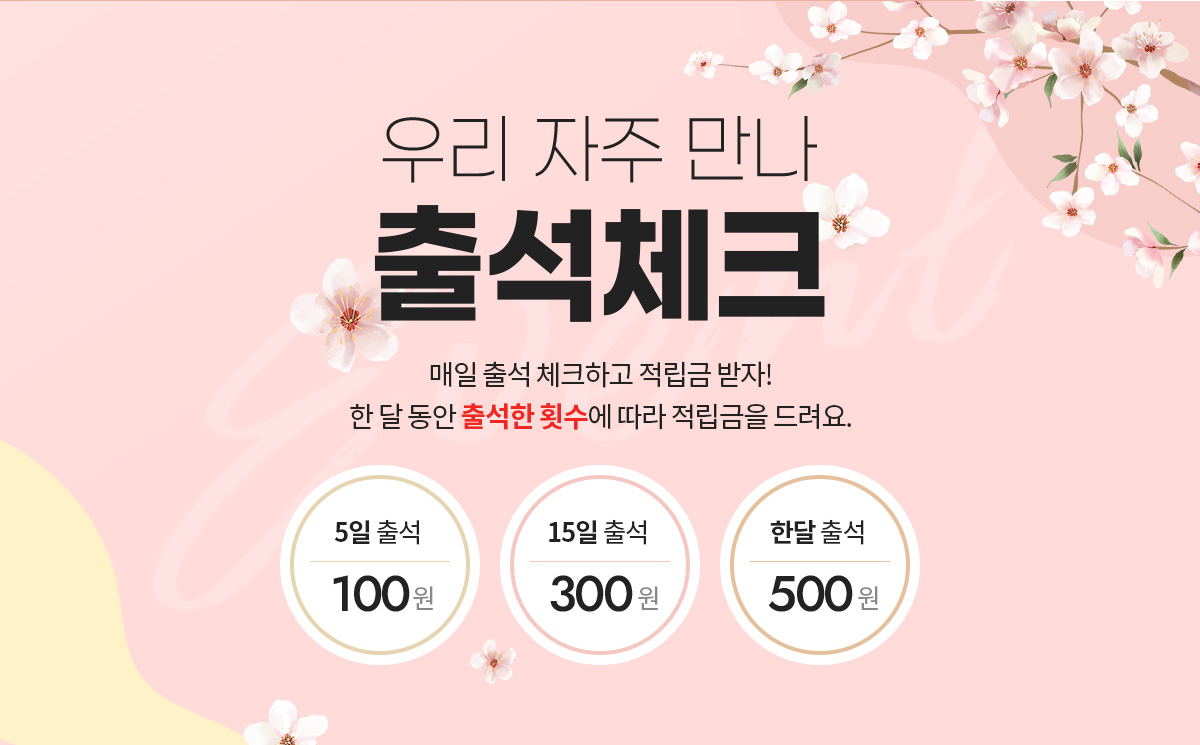 우리 자주 만나
출석체크
매일 출석 체크하고 적립금 받자!
한 달 동안 출석한 횟수에 따라 적립금을 드려요.
5일 출석
100원
15일 출석
300원
한달 출석
500원
event